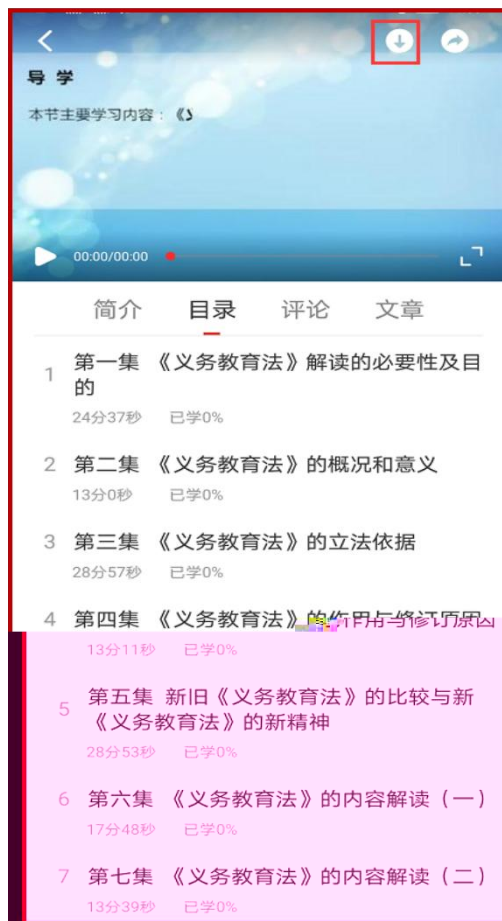 导 学
本节主要学习内容：《
00:00/00:00
简介 目录 评论 文章
1 第一集 《义务教育法》解读的必要性及目
的
24分37秒 已学0%
2 第二集 《义务教育法》的概况和意义
13分0秒 已学0%
3 第三集 《义务教育法》的立法依据
28分57秒 已学0%
4 第四集 《义务教育法》的作用与修订原因
13分11秒 已学0%
5 第五集 新旧《义务教育法》的比较与新
《义务教育法》的新精神
28分53秒 已学0%
6 第六集 《义务教育法》的内容解读（一）
17分48秒 已学0%
7 第七集 《义务教育法》的内容解读（二）
13分39秒 已学0%